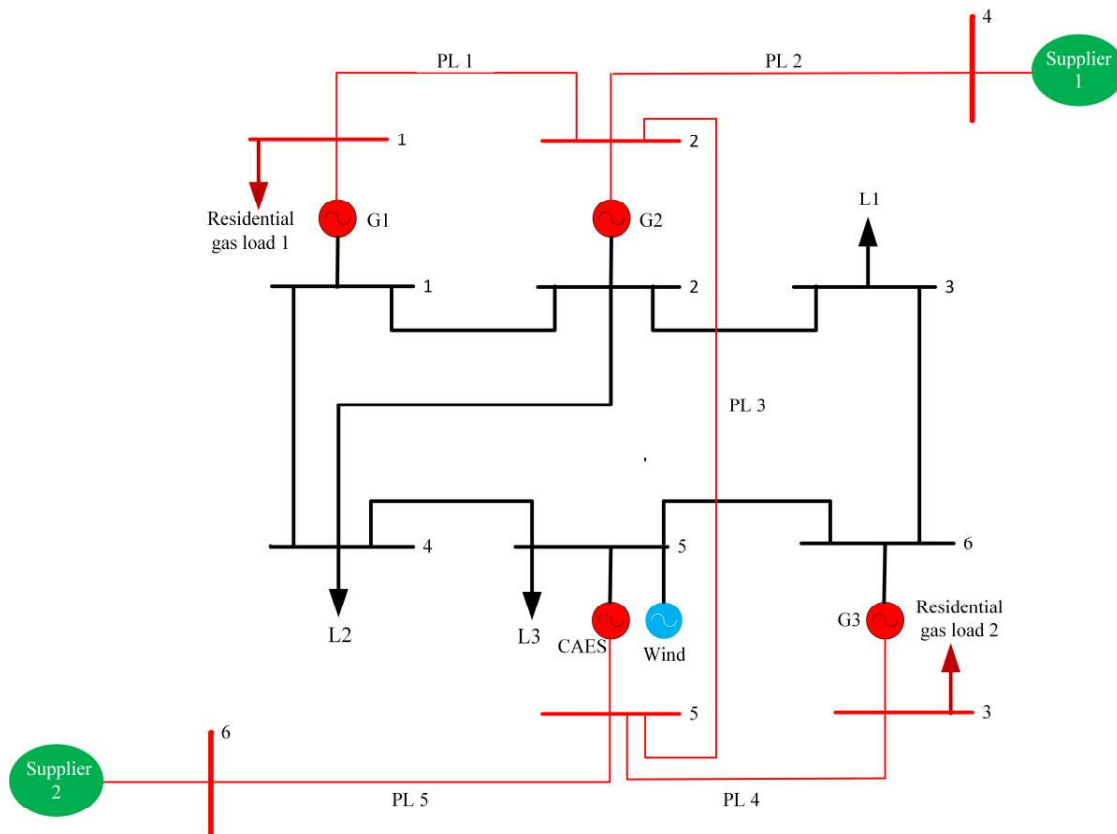 4
PL 1
PL 2
Supplier
1
1
2
L1
Residential
gas load 1
G1
G2
1
2
3
PL 3
4
5
6
L2
L3
CAES
Wind
G3
Residential
gas load 2
5
3
6
Supplier
2
PL 5
PL 4